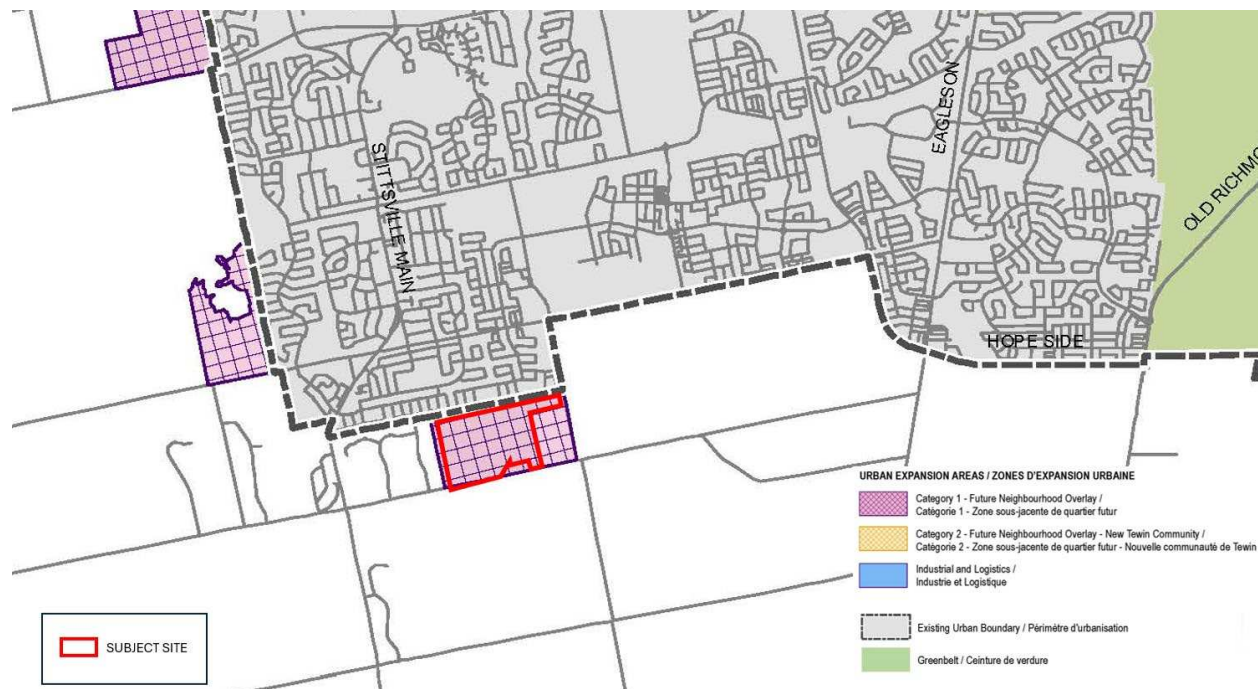 STITTSVILLE MAIN
EAGLESON
OLD RICHMO
HOPE SIDE
URBAN EXPANSION AREAS / ZONES D'EXPANSION URBAINE
Category 1 - Future Neighbourhood Overlay /
Catégorie 1 - Zone sous-jacente de quartier futur
Category 2 - Future Neighbourhood Overlay - New Tewin Community /
Catégorie 2 - Zone sous-jacente de quartier futur - Nouvelle communauté de Tewin
Industrial and Logistics /
Industrie et Logistique
Existing Urban Boundary / Périmètre d'urbanisation
Greenbelt / Ceinture de verdure
SUBJECT SITE